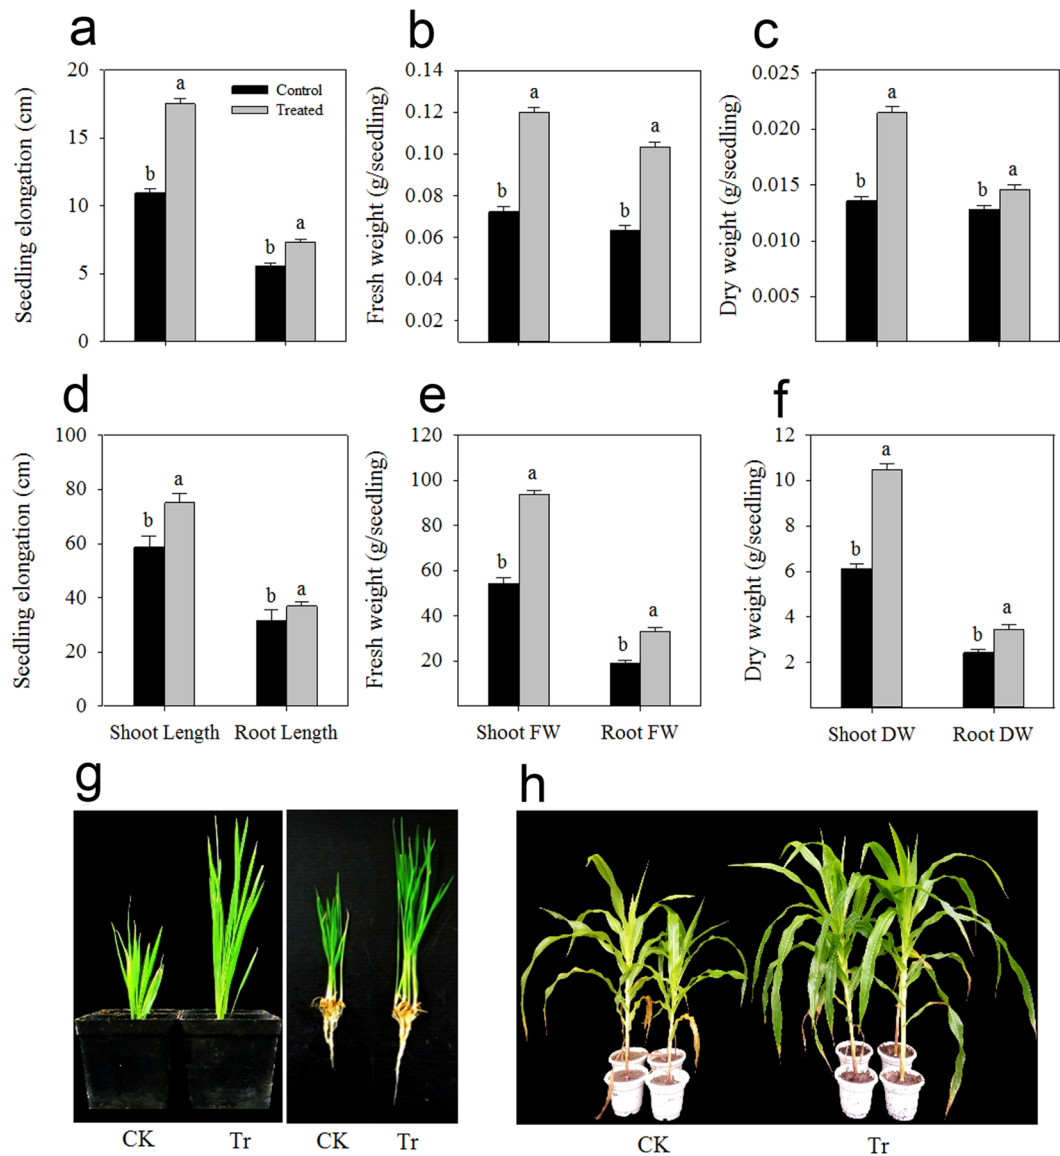 a
b
c
Seedling elongation (cm)
20
15
10
5
0
b
a
b
a
Control
Treated
Fresh weight (g/seedling)
0.14
0.12
0.10
0.08
0.06
0.04
0.02
b
a
b
a
Dry weight (g/seedling)
0.025
0.020
0.015
0.010
0.005
b
a
b
a
d
e
f
Seedling elongation (cm)
100
80
60
40
20
0
b
a
b
a
Shoot Length Root Length
Fresh weight (g/seedling)
120
100
80
60
40
20
b
a
b
a
Shoot FW Root FW
Dry weight (g/seedling)
12
10
8
6
4
2
b
a
b
a
Shoot DW Root DW
g
h
CK Tr CK Tr
CK Tr